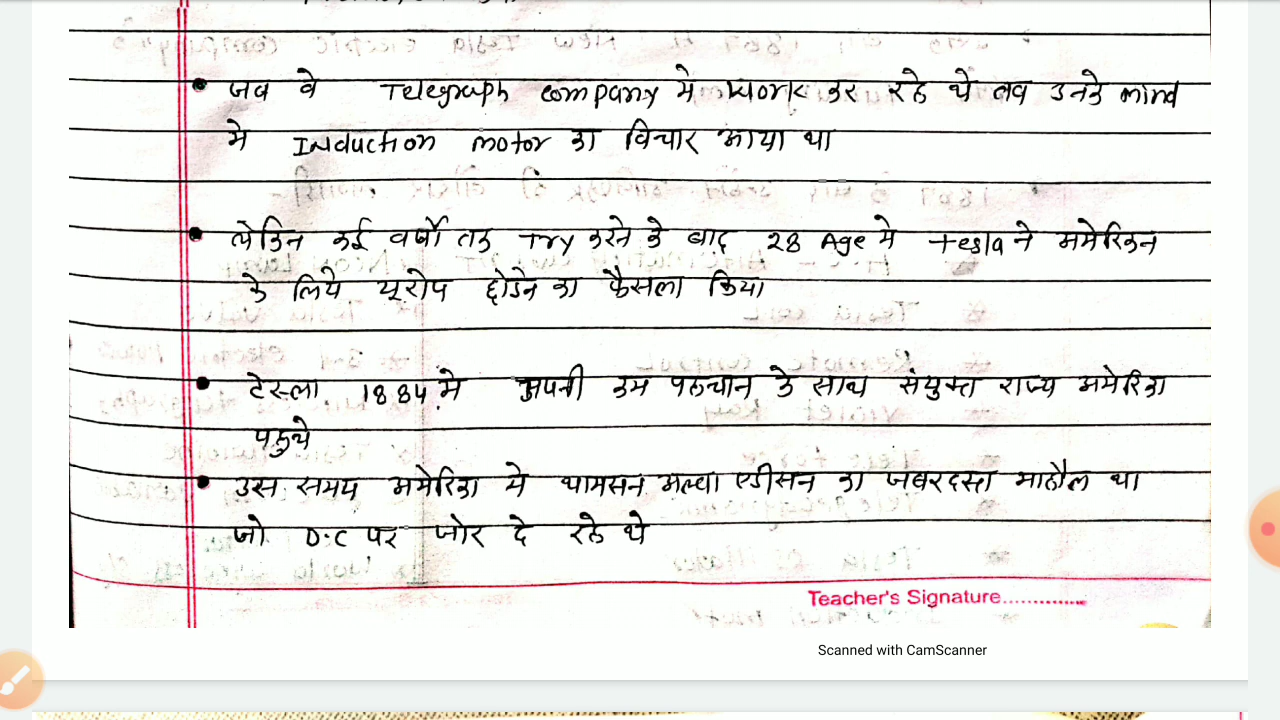 • जब वे Telegraph company मे work कर रहे थे तब उनके mind
मे Induction motor का विचार आया था
• लेकिन कई वर्षों तक Try करने के बाद 28 Age मे Tesla ने अमेरिकन
के लिये यूरोप छोडेन का फैसला किया
• टेस्ला 1884 मे अपनी कम पहचान के साथ संयुक्त राज्य अमेरिका
पहुचे
• उस समय अमेरिका मे थामसन अल्वा एडीसन का जबरदस्त माहौल था
जो D.C पर जोर दे रहे थे
Teacher's Signature..............
Scanned with CamScanner